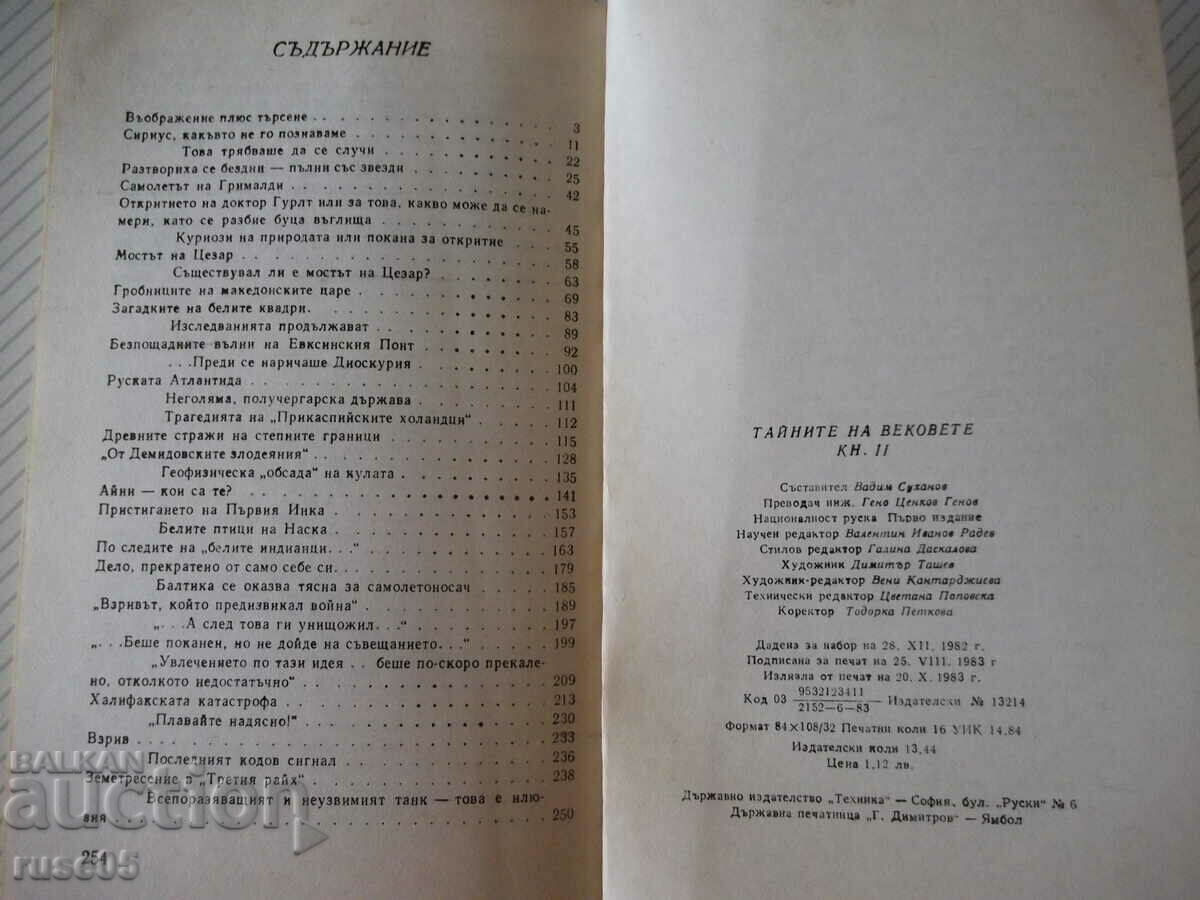 СЪДЪРЖАНИЕ
Въображение плюс търсене . . . 3
Сириус, какъвто не го познаваме . . . 11
Това трябваше да се случи . . . 22
Разтвориха се бездни — пълни със звезди . . . 25
Самолетът на Грималди . . . 42
Откритието на доктор Гурлт или за това, какво може да се на-
мери, като се разбие буца въглища . . . 45
Куриози на природата или покана за откритие . . . 55
Мостът на Цезар . . . 58
Съществувал ли е мостът на Цезар? . . . 63
Гробниците на македонските царе . . . 69
Загадките на белите квадри. . . . 83
Изследванията продължават . . . 89
Безпощадните вълни на Евксинския Понт . . . 92
. . .Преди се наричаше Диоскурия . . . 100
Руската Атлантида . . . 104
Неголяма, получергарска държава . . . 111
Трагедията на „Прикаспийските холандци“ . . . 112
Древните стражи на степните граници . . . 115
„От Демидовските злодеяния“ . . . 128
Геофизическа „обсада“ на кулата . . . 135
Айни — кои са те? . . . 141
Пристигането на Първия Инка . . . 153
Белите птици на Наска . . . 157
По следите на „белите индианци. . .“ . . . 163
Дело, прекратено от само себе си. . . . 179
Балтика се оказва тясна за самолетоносач . . . 185
„Взривът, който предизвикал война“ . . . 189
„. . .А след това ги унищожил. . .“ . . . 197
„. . .Беше поканен, но не дойде на съвещанието. . .“ . . . 199
„Увлечението по тази идея . . беше по-скоро прекале-
но, отколкото недостатъчно“ . . . 209
Халифакската катастрофа . . . 213
„Плавайте надясно!“ . . . 230
Взрив . . . 233
Последният кодов сигнал . . . 236
Земетресение в „Третия райх“ . . . 238
Всепоразяващият и неузвимият танк — това е илю-
зия . . . 250
254
ТАЙНИТЕ НА ВЕКОВЕТЕ
КН. II
Съставител Вадим Суханов
Преводач инж. Гено Ценков Генов
Националност руска Първо издание
Научен редактор Валентин Иванов Радев
Стилов редактор Галина Даскалова
Художник Димитър Ташев
Художник-редактор Вени Кантарджиева
Технически редактор Цветана Поповска
Коректор Тодорка Петкова
Дадена за набор на 28. XII. 1982 г.
Подписана за печат на 25. VIII. 1983 г
Излязла от печат на 20. X. 1983 г.
Код 03 9532123411/2152—6—83 Издателски № 13214
Формат 84×108/32 Печатни коли 16 УИК 14.84
Издателски коли 13,44
Цена 1,12 лв.
Държавно издателство „Техника“ — София, бул. „Руски“ № 6
Държавна печатница „Г. Димитров“ — Ямбол
BALKAN
auction
rus605